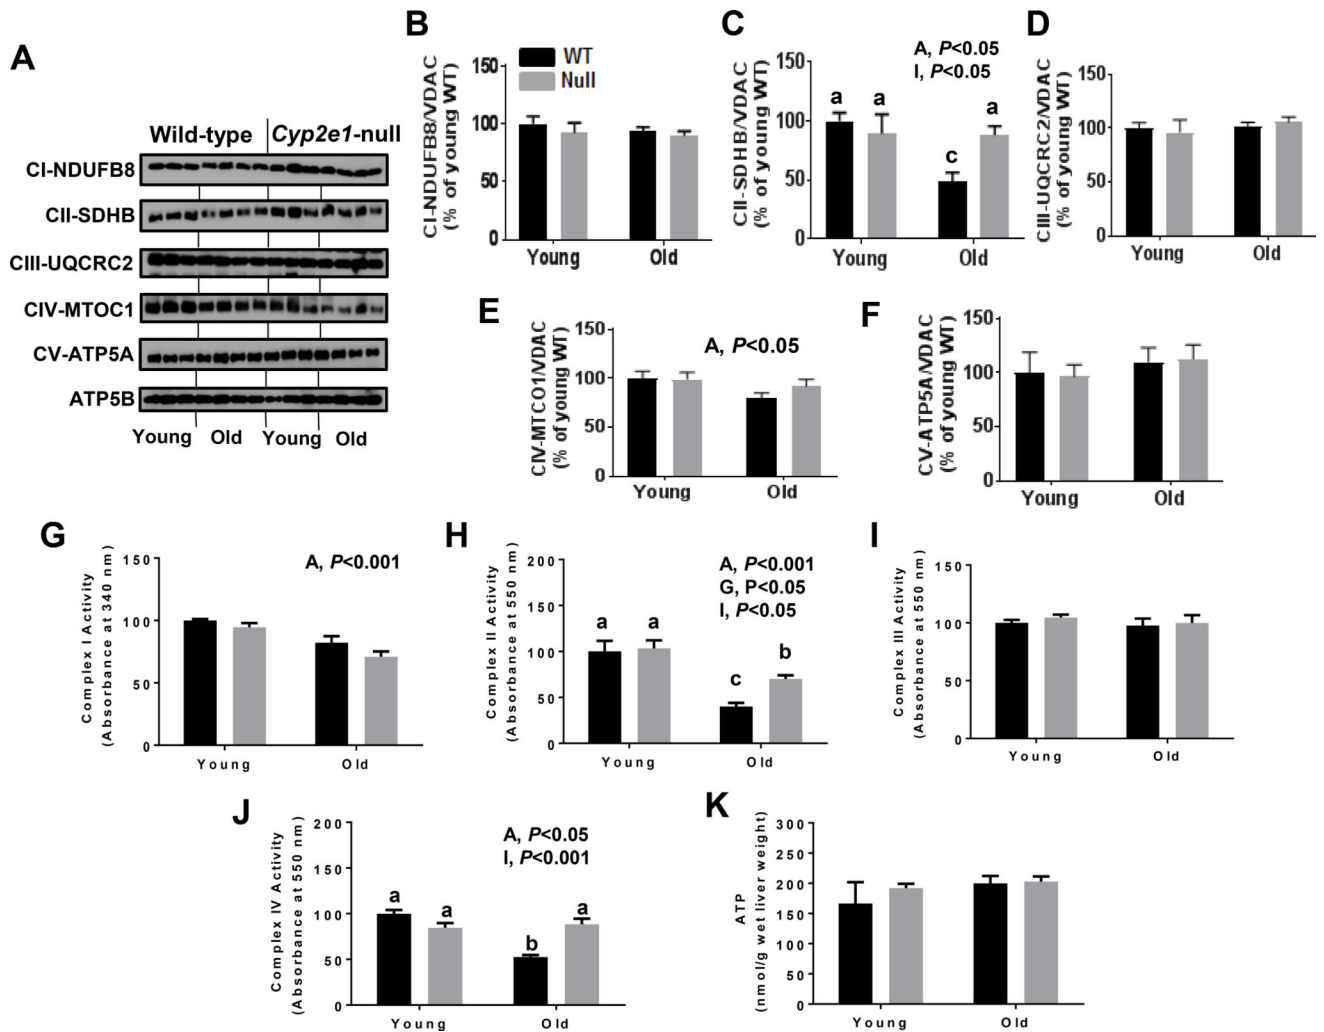 A
Wild-type
Cyp2e1-null
CI-NDUFB8
CII-SDHB
CIII-UQCRC2
CIV-MTOC1
CV-ATP5A
ATP5B
Young
Old
Young
Old
B
CI-NDUFB8/VDAC
(% of young WT)
150
100
50
0
WT
Null
Young
Old
C
CII-SDHB/VDAC
(% of young WT)
150
100
50
0
A, P<0.05
I, P<0.05
a
a
c
a
Young
Old
D
CIII-UQCRC2/VDAC
(% of young WT)
150
100
50
0
Young
Old
E
CIV-MTCO1/VDAC
(% of young WT)
150
100
50
0
A, P<0.05
Young
Old
F
CV-ATP5A/VDAC
(% of young WT)
150
100
50
0
Young
Old
G
Complex I Activity
(Absorbance at 340 nm)
150
100
50
0
A, P<0.001
Young
Old
H
Complex II Activity
(Absorbance at 550 nm)
200
150
100
50
0
A, P<0.001
G, P<0.05
I, P<0.05
a
a
c
b
Young
Old
I
Complex III Activity
(Absorbance at 550 nm)
150
100
50
0
Young
Old
J
Complex IV Activity
(Absorbance at 550 nm)
200
150
100
50
0
A, P<0.05
I, P<0.001
a
a
b
a
Young
Old
K
ATP
(nmol/g wet liver weight)
300
250
200
150
100
50
0
Young
Old